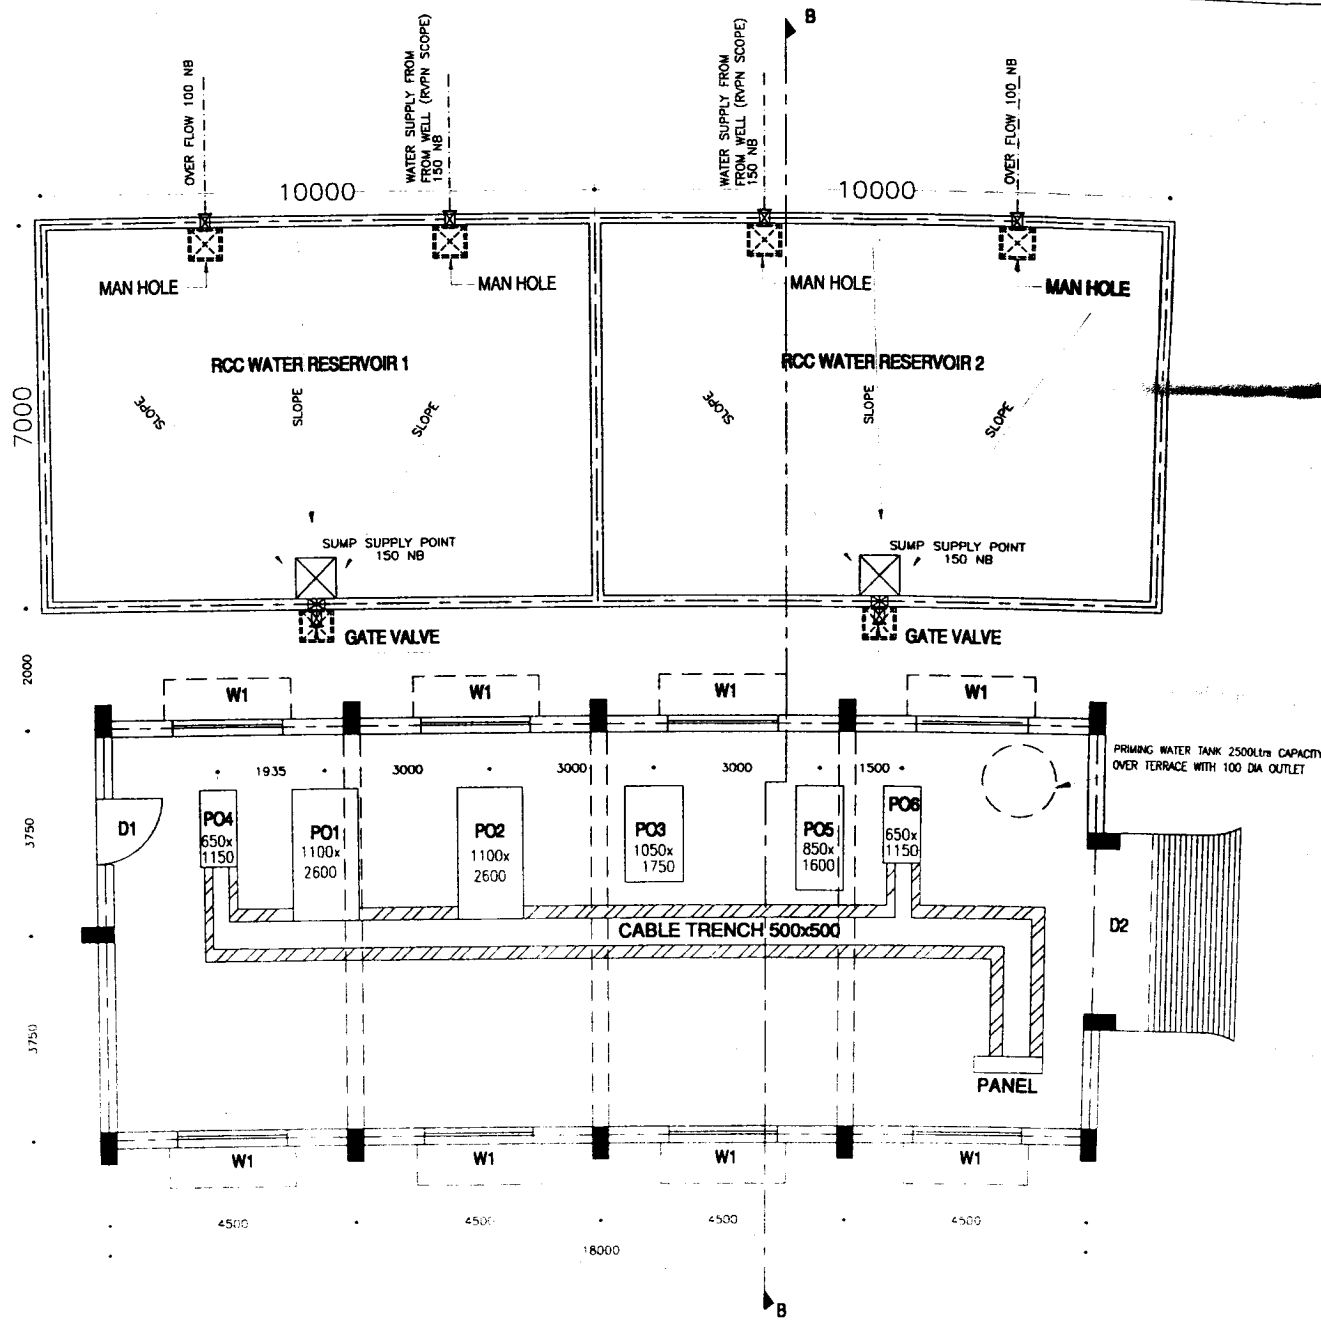 B
OVER FLOW 100 NB
WATER SUPPLY FROM
FROM WELL (RVPN SCOPE)
150 NB
WATER SUPPLY FROM
FROM WELL (RVPN SCOPE)
150 NB
OVER FLOW 100 NB
10000
10000
MAN HOLE
MAN HOLE
MAN HOLE
MAN HOLE
RCC WATER RESERVOIR 1
RCC WATER RESERVOIR 2
7000
SLOPE
SLOPE
SLOPE
SLOPE
SLOPE
SLOPE
SUMP SUPPLY POINT
150 NB
SUMP SUPPLY POINT
150 NB
GATE VALVE
GATE VALVE
2000
W1
W1
W1
W1
PRIMING WATER TANK 2500Ltrs CAPACITY
OVER TERRACE WITH 100 DIA OUTLET
1935
3000
3000
3000
1500
3750
D1
PO4
650x
1150
PO1
1100x
2600
PO2
1100x
2600
PO3
1050x
1750
PO5
850x
1600
PO6
650x
1150
CABLE TRENCH 500x500
D2
3750
PANEL
W1
W1
W1
W1
4500
4500
4500
4500
18000
B